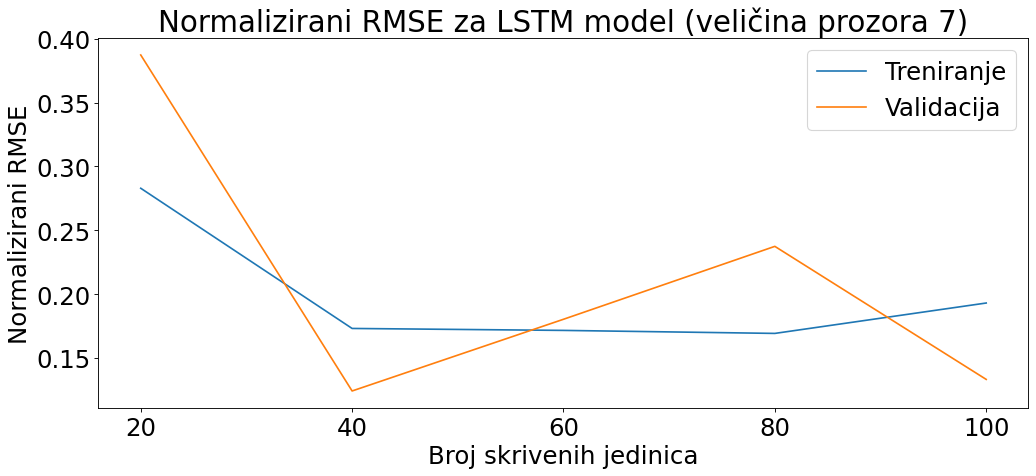 Normalizirani RMSE za LSTM model (veličina prozora 7)
Treniranje
Validacija
Normalizirani RMSE
0.40
0.35
0.30
0.25
0.20
0.15
20 40 60 80 100
Broj skrivenih jedinica